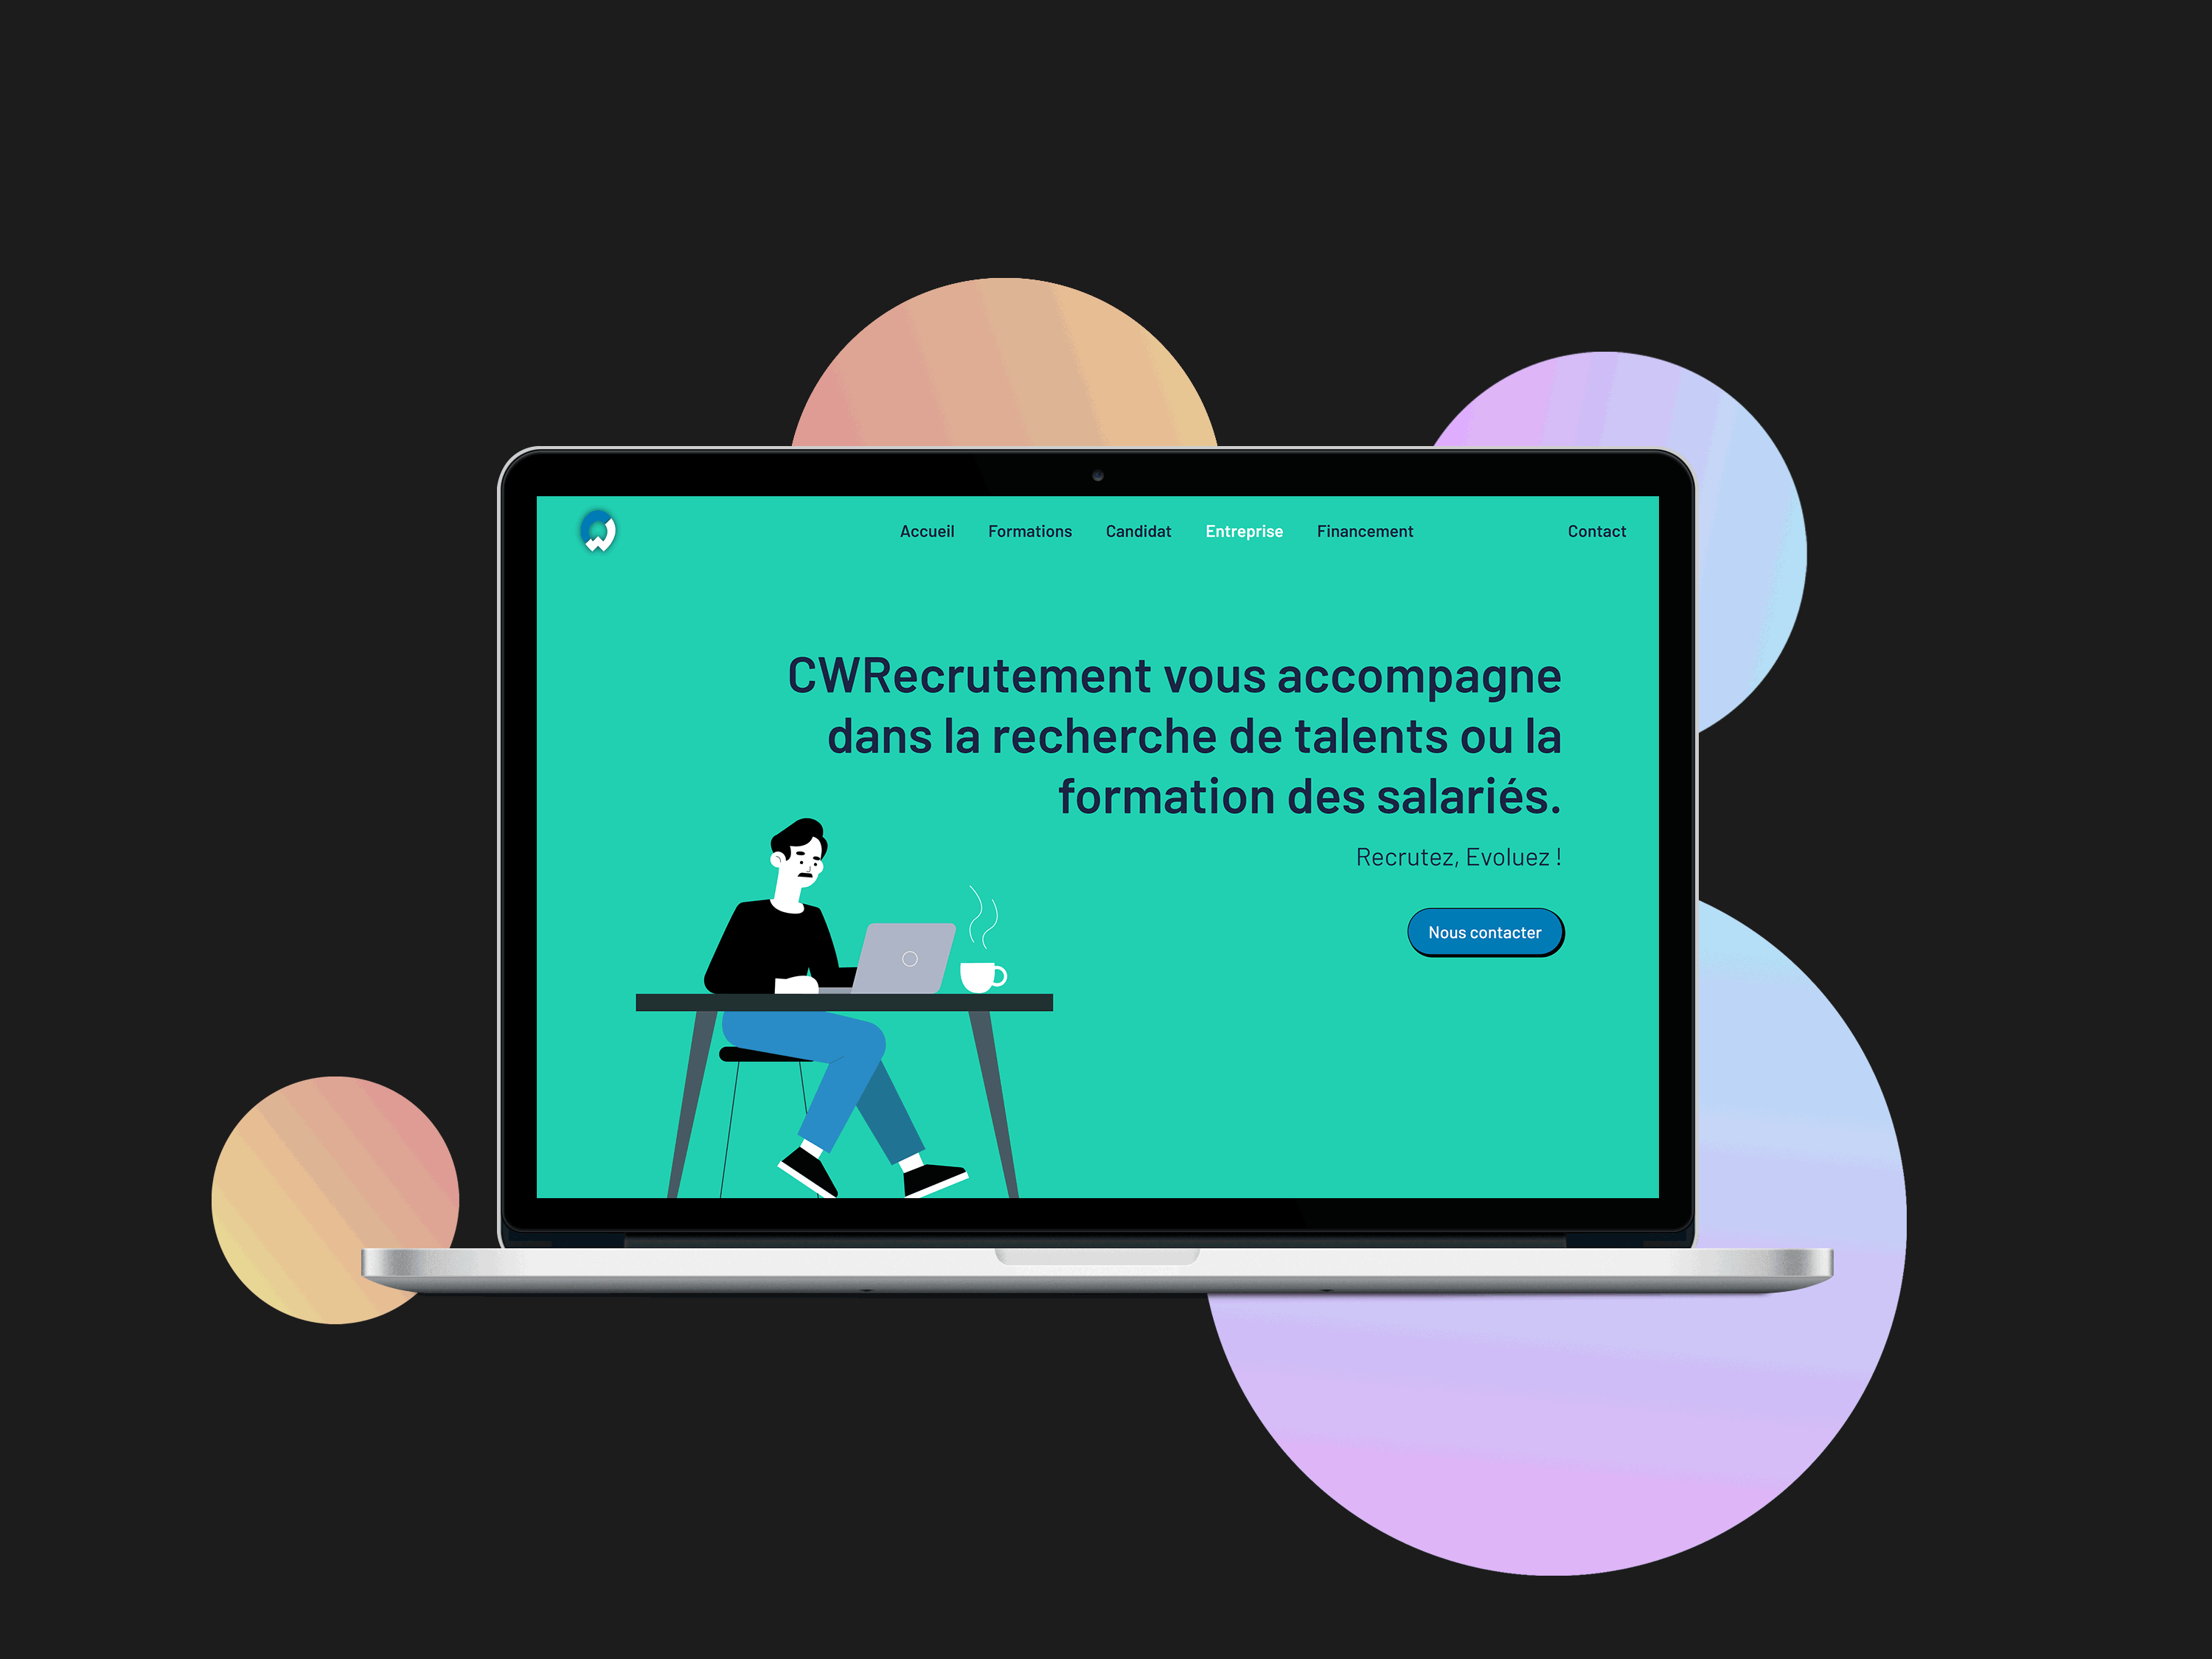 Accueil Formations Candidat Entreprise Financement Contact
CWRecrutement vous accompagne
dans la recherche de talents ou la
formation des salariés.
Recrutez, Evoluez !
Nous contacter